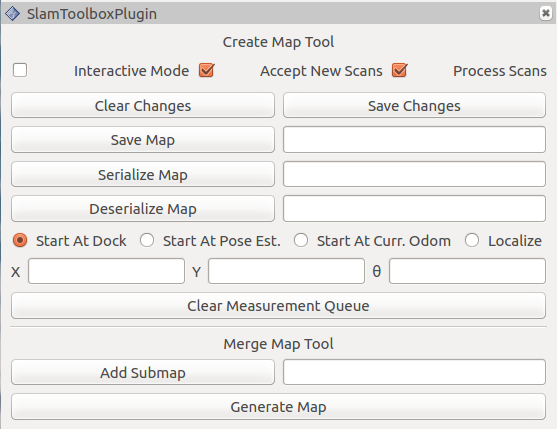 SlamToolboxPlugin
Create Map Tool
Interactive Mode Accept New Scans Process Scans
Clear Changes Save Changes
Save Map
Serialize Map
Deserialize Map
Start At Dock Start At Pose Est. Start At Curr. Odom Localize
X Y θ
Clear Measurement Queue
Merge Map Tool
Add Submap
Generate Map